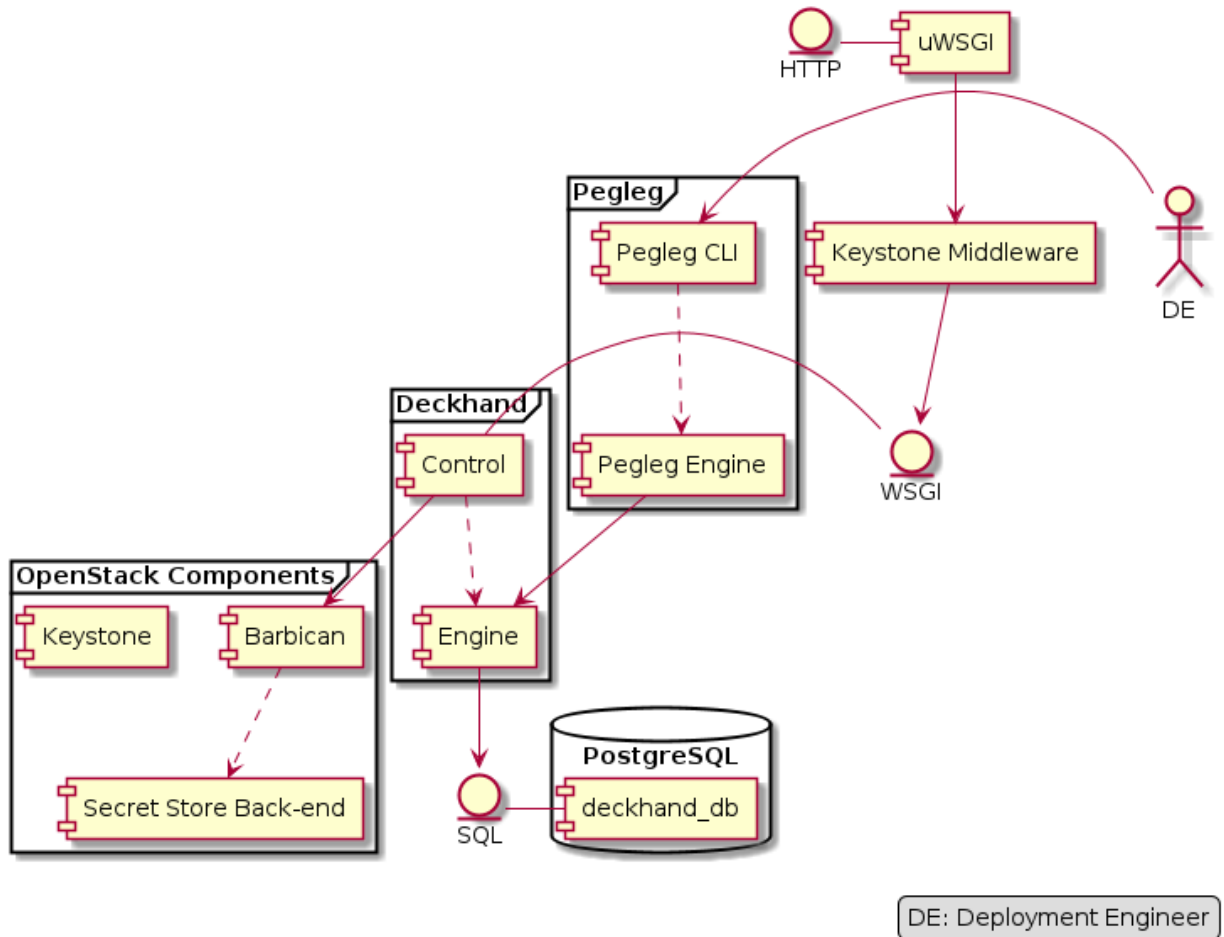 uWSGI
HTTP
Pegleg
Pegleg CLI
Keystone Middleware
DE
Deckhand
Control
Pegleg Engine
WSGI
OpenStack Components
Keystone
Barbican
Engine
PostgreSQL
Secret Store Back-end
deckhand_db
SQL
DE: Deployment Engineer